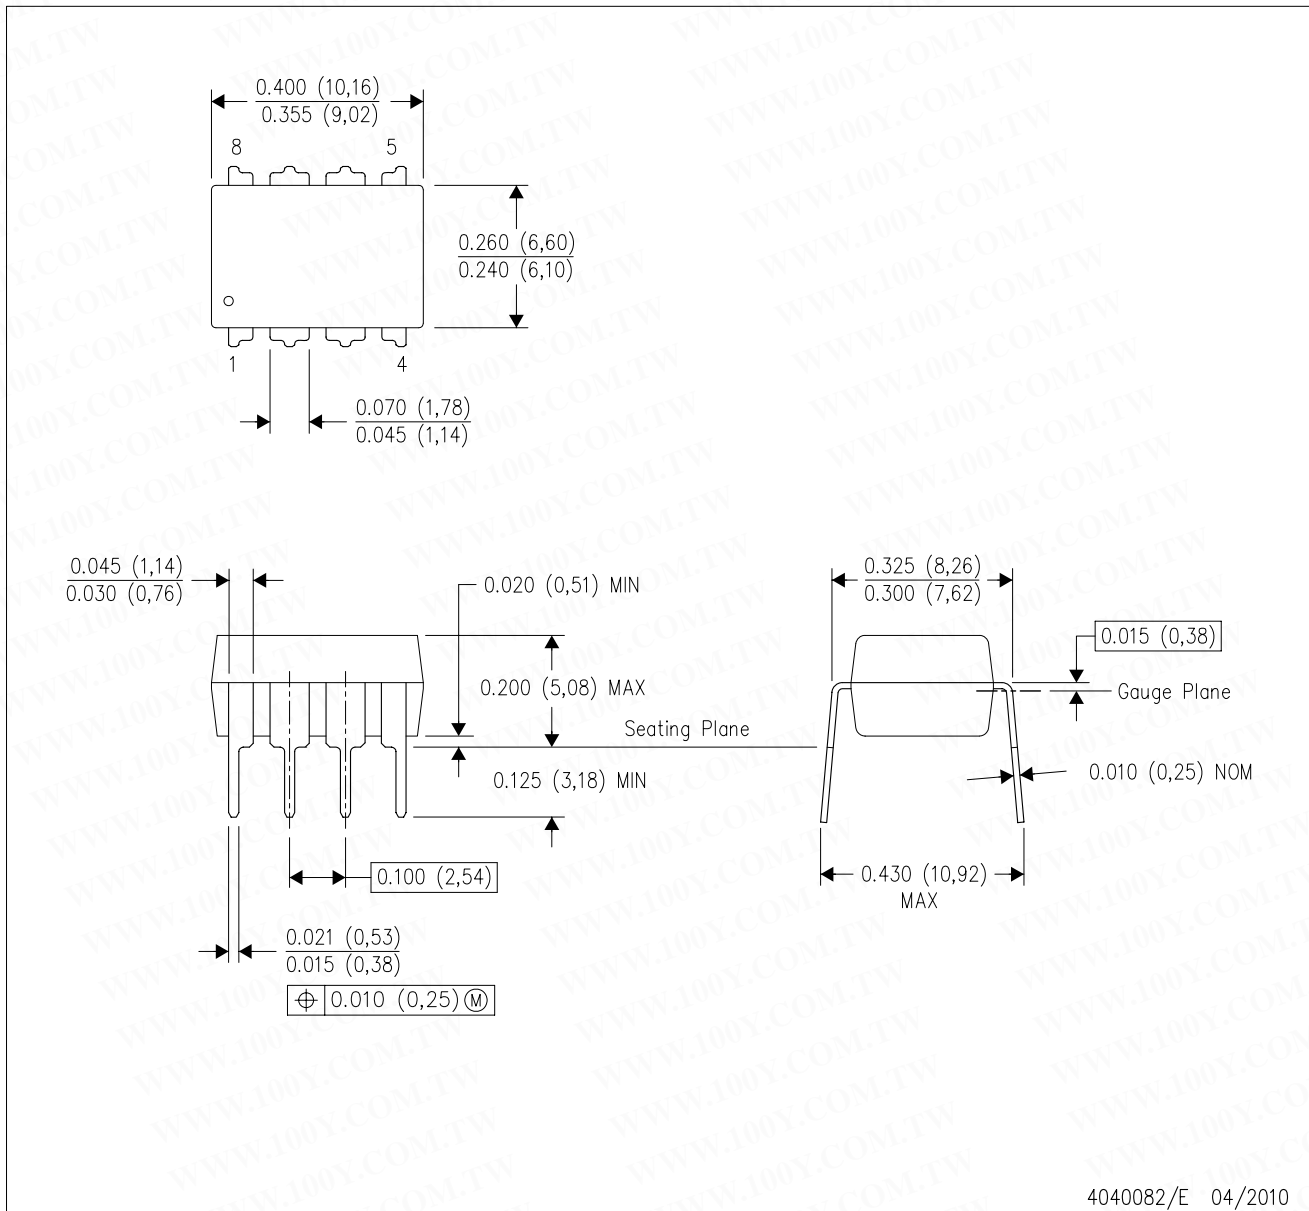 0.400 (10,16)
0.355 (9,02)
8
5
0.260 (6,60)
0.240 (6,10)
1
4
0.070 (1,78)
0.045 (1,14)
0.045 (1,14)
0.030 (0,76)
0.020 (0,51) MIN
0.325 (8,26)
0.300 (7,62)
0.015 (0,38)
0.200 (5,08) MAX
Gauge Plane
Seating Plane
0.125 (3,18) MIN
0.010 (0,25) NOM
0.100 (2,54)
0.430 (10,92)
MAX
0.021 (0,53)
0.015 (0,38)
⌖ 0.010 (0,25) Ⓜ
4040082/E 04/2010
WWW.100Y.COM.TW